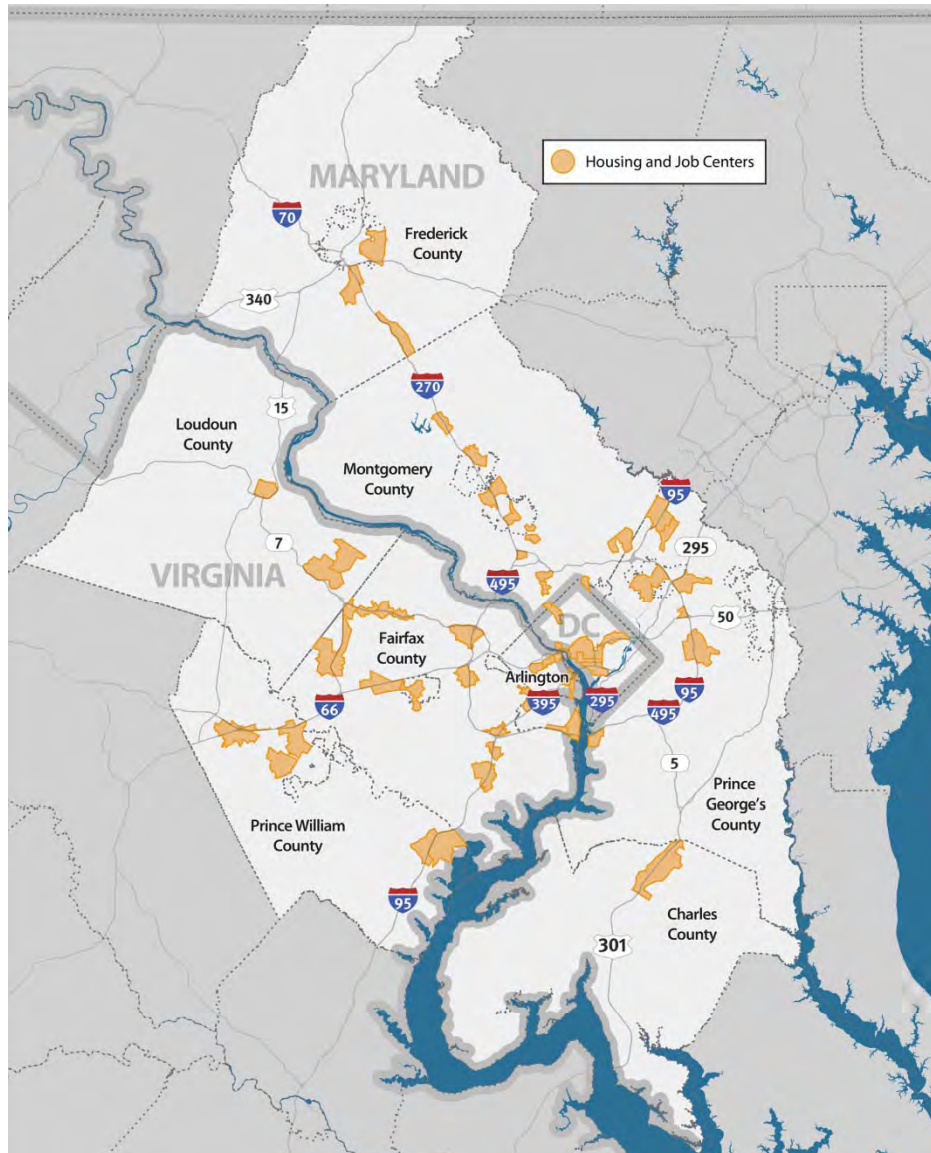 Housing and Job Centers
MARYLAND
70
Frederick
County
340
270
15
Loudoun
County
Montgomery
County
95
7
295
VIRGINIA
495
50
DC
Fairfax
County
Arlington
66
395
295
95
495
5
Prince
George's
County
Prince William
County
95
Charles
County
301